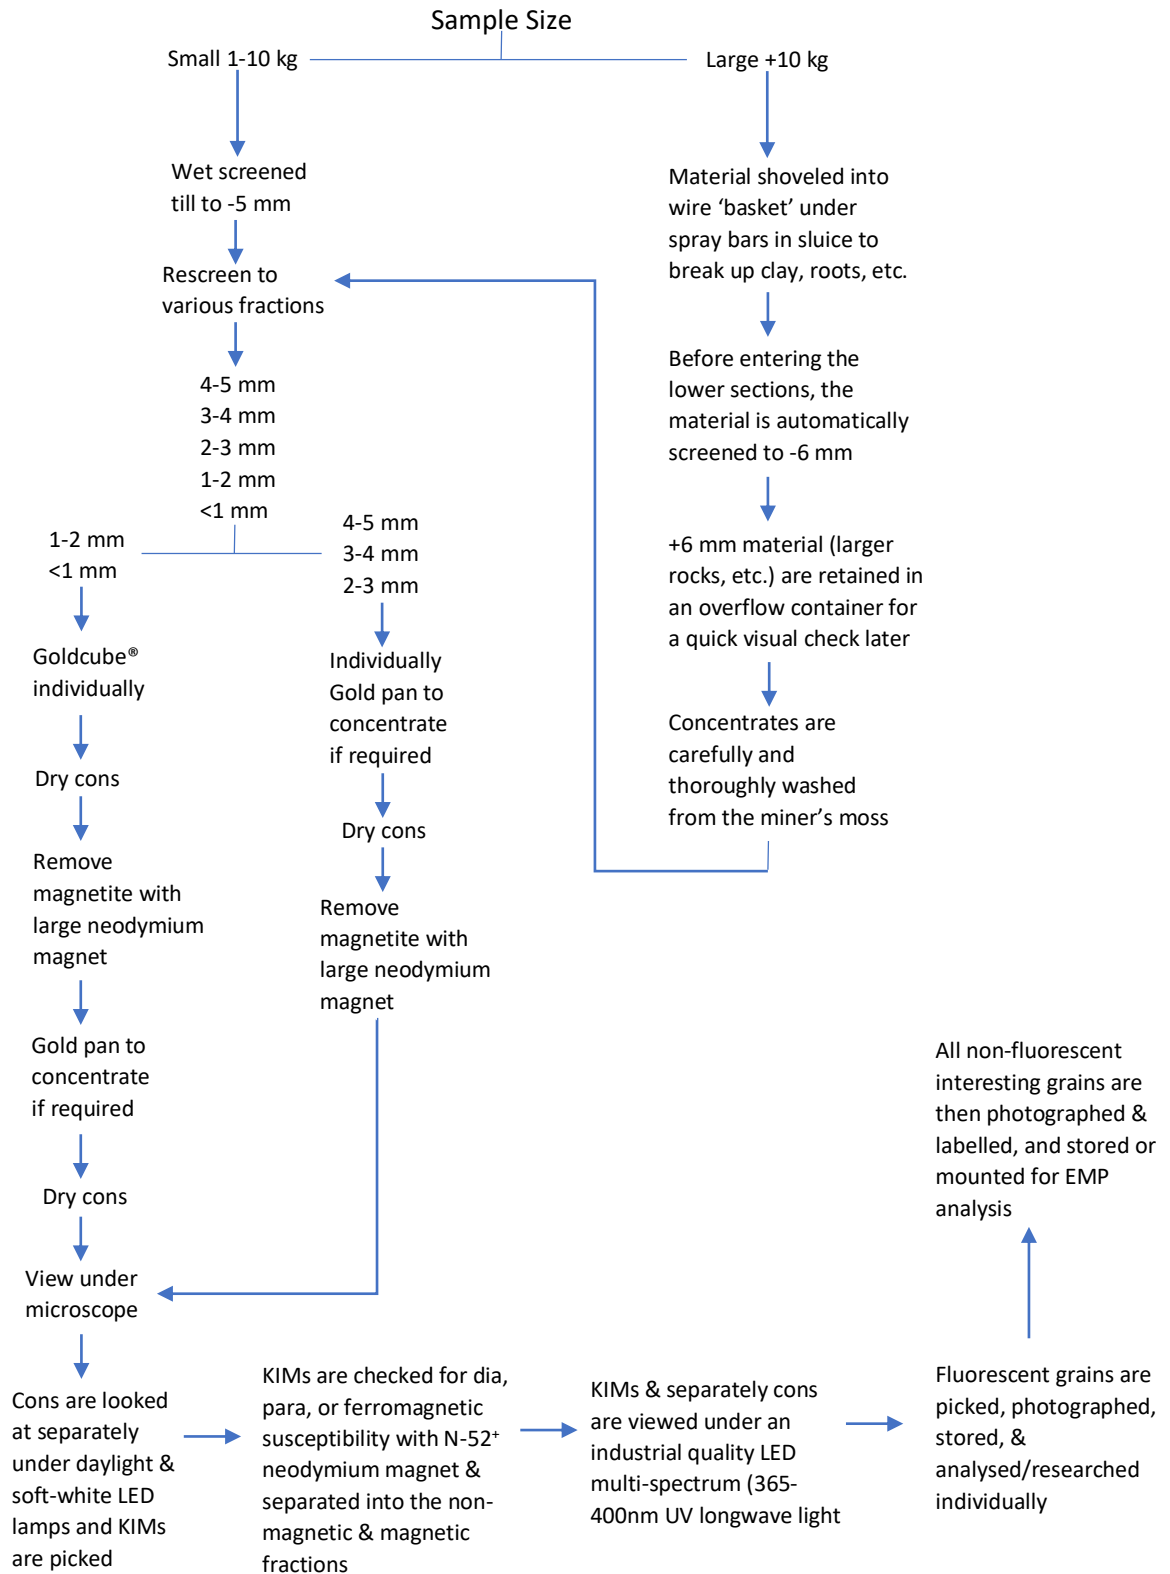 Sample Size
Small 1-10 kg
Large +10 kg
Wet screened
till to -5 mm
Rescreen to
various fractions
4-5 mm
3-4 mm
2-3 mm
1-2 mm
<1 mm
1-2 mm
<1 mm
Goldcube®
individually
Dry cons
Remove
magnetite with
large neodymium
magnet
Gold pan to
concentrate
if required
Dry cons
View under
microscope
4-5 mm
3-4 mm
2-3 mm
Individually
Gold pan to
concentrate
if required
Dry cons
Remove
magnetite with
large neodymium
magnet
Material shoveled into
wire ‘basket’ under
spray bars in sluice to
break up clay, roots, etc.
Before entering the
lower sections, the
material is automatically
screened to -6 mm
+6 mm material (larger
rocks, etc.) are retained in
an overflow container for
a quick visual check later
Concentrates are
carefully and
thoroughly washed
from the miner’s moss
Cons are looked
at separately
under daylight &
soft-white LED
lamps and KIMs
are picked
KIMs are checked for dia,
para, or ferromagnetic
susceptibility with N-52⁺
neodymium magnet &
separated into the non-
magnetic & magnetic
fractions
KIMs & separately cons
are viewed under an
industrial quality LED
multi-spectrum (365-
400nm UV longwave light
Fluorescent grains are
picked, photographed,
stored, &
analysed/researched
individually
All non-fluorescent
interesting grains are
then photographed &
labelled, and stored or
mounted for EMP
analysis